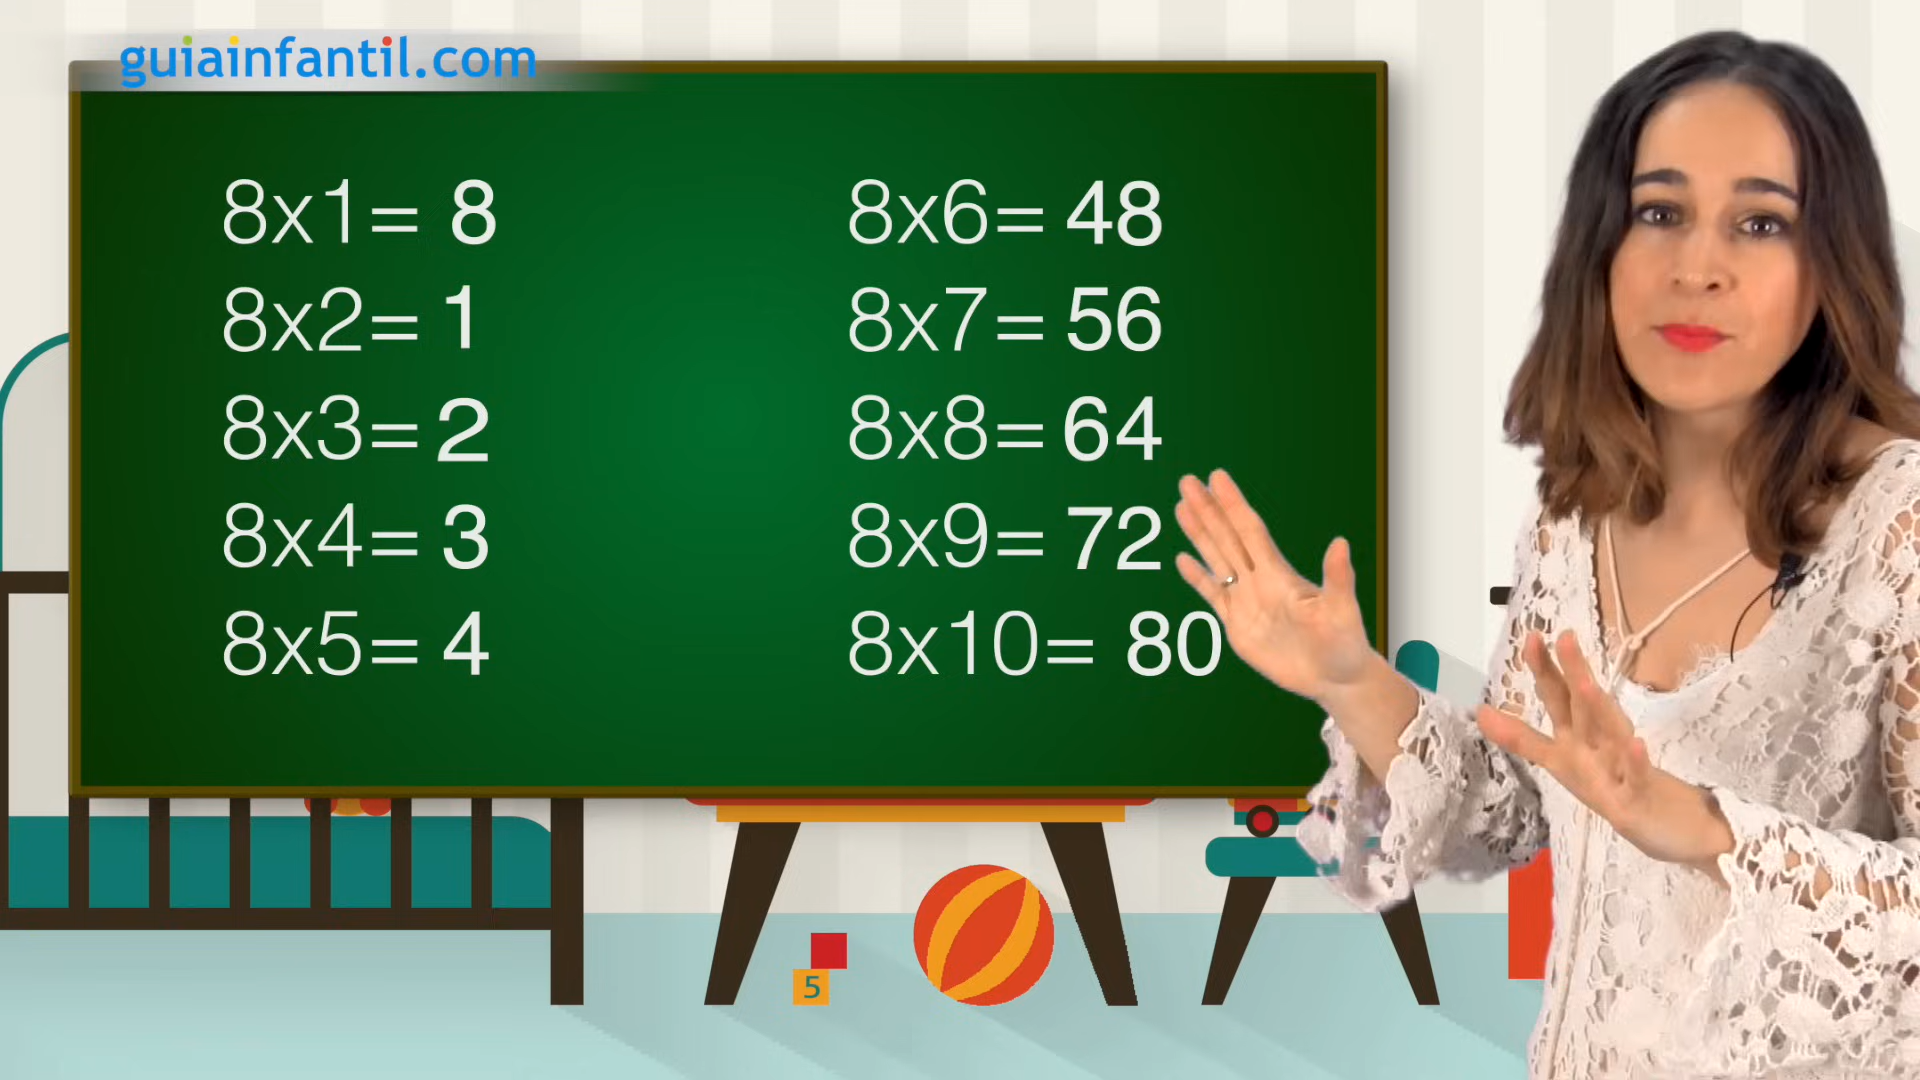 guiainfantil.com
8x1= 8
8x2= 1
8x3= 2
8x4= 3
8x5= 4
8x6= 48
8x7= 56
8x8= 64
8x9= 72
8x10= 80
5